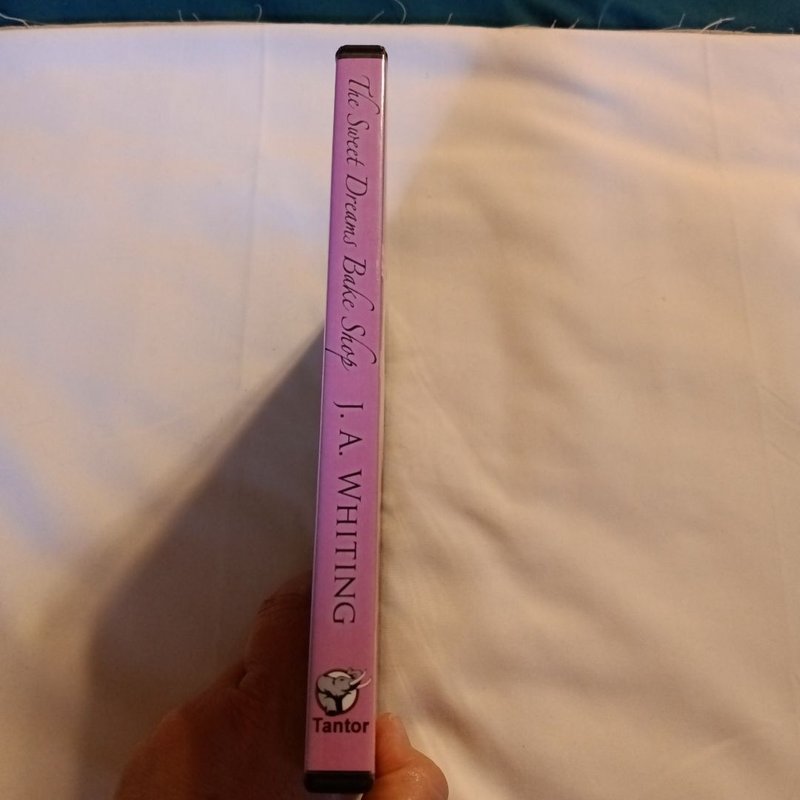 The Sweet Dreams Bake Shop
J. A. WHITING
Tantor